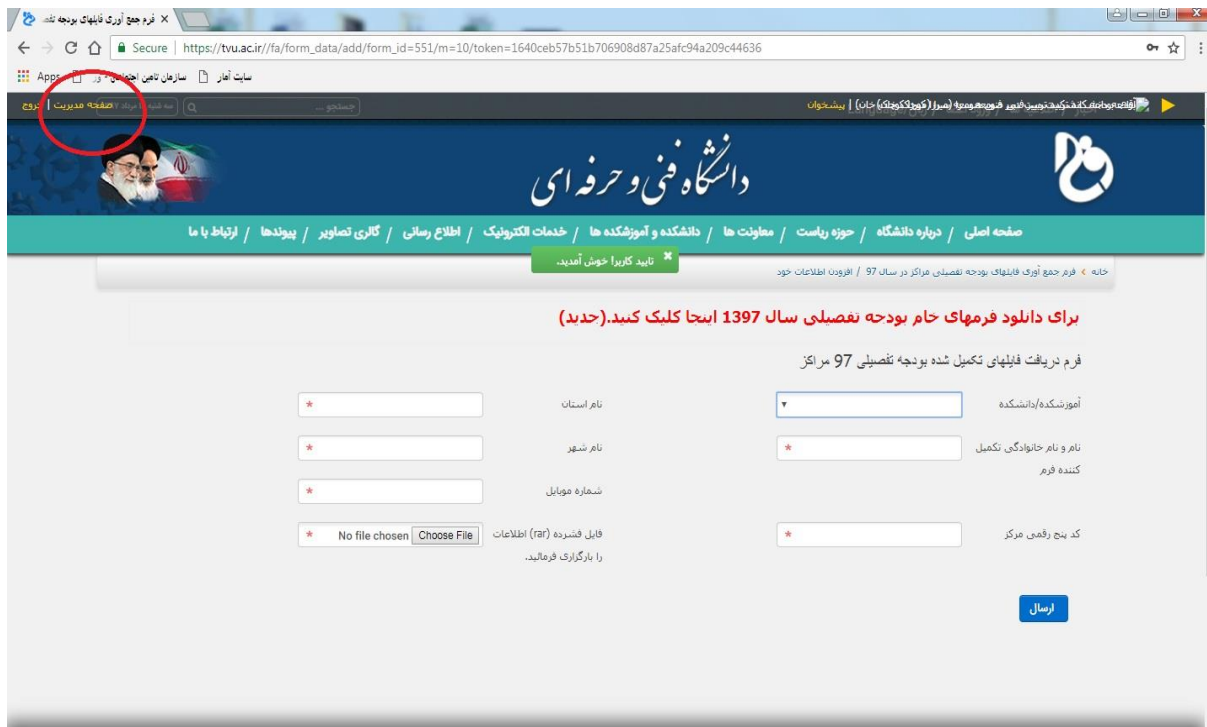 فرم جمع آوری فایلهای بودجه تف
Secure | https://tvu.ac.ir//fa/form_data/add/form_id=551/m=10/token=1640ceb57b51b706908d87a25afc94a209c44636
Apps سازمان تامین اجتماعی سایت آمار
پیشخوان جستجو ... سه شنبه مرداد صفحه مدیریت | خروج
دانشگاه فنی و حرفه ای
صفحه اصلی / درباره دانشگاه / حوزه ریاست / معاونت ها / دانشکده و آموزشکده ها / خدمات الکترونیک / اطلاع رسانی / گالری تصاویر / پیوندها / ارتباط با ما
تایید کاربرا خوش آمدید.
خانه › فرم جمع آوری فایلهای بودجه تفصیلی مراکز در سال 97 / افزودن اطلاعات خود
برای دانلود فرمهای خام بودجه تفصیلی سال 1397 اینجا کلیک کنید.(جدید)
فرم دریافت فایلهای تکمیل شده بودجه تفصیلی 97 مراکز
آموزشکده/دانشکده نام استان *
نام و نام خانوادگی تکمیل * نام شهر *
کننده فرم
شماره موبایل *
کد پنج رقمی مرکز * فایل فشرده (rar) اطلاعات Choose File No file chosen *
را بارگزاری فرمائید.
ارسال